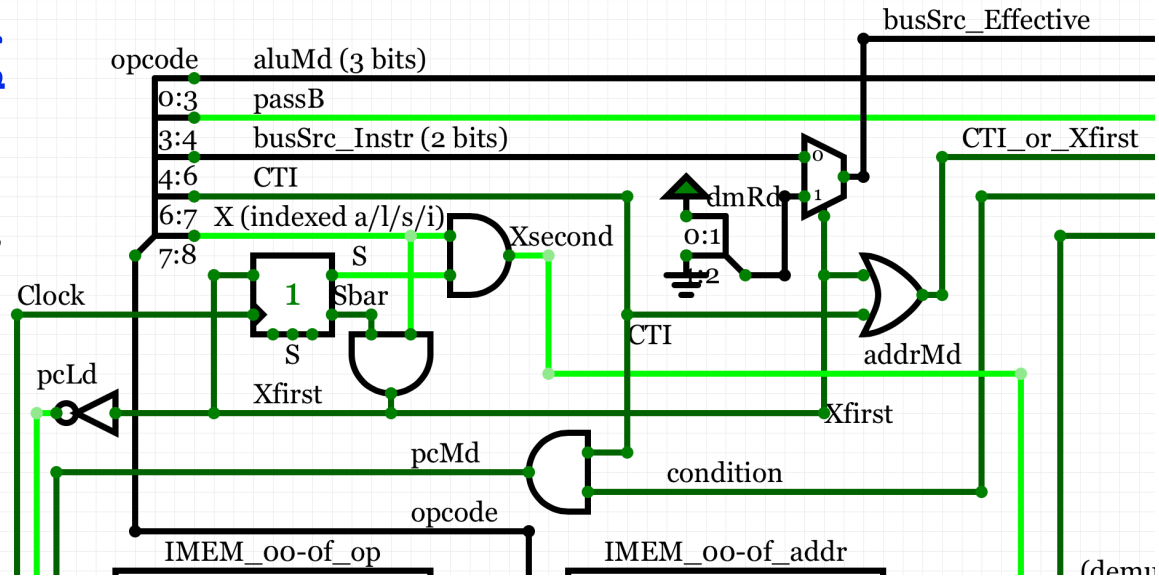 busSrc_Effective
opcode aluMd (3 bits)
0:3 passB
3:4 busSrc_Instr (2 bits) 0 CTI_or_Xfirst
4:6 CTI dmRd 1
6:7 X (indexed a/l/s/i)
7:8 S Xsecond 0:1
1:2
Clock 1 Sbar
CTI
S addrMd
pcLd
Xfirst Xfirst
pcMd
condition
opcode
IMEM_00-0f_op IMEM_00-0f_addr